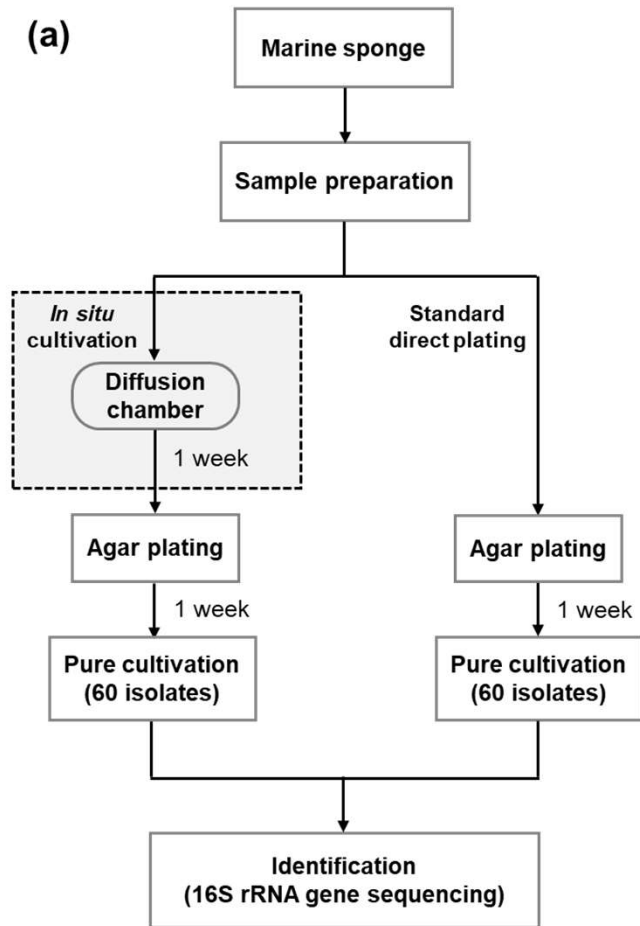 (a)
Marine sponge
Sample preparation
In situ
cultivation
Diffusion
chamber
1 week
Agar plating
1 week
Pure cultivation
(60 isolates)
Standard
direct plating
Agar plating
1 week
Pure cultivation
(60 isolates)
Identification
(16S rRNA gene sequencing)